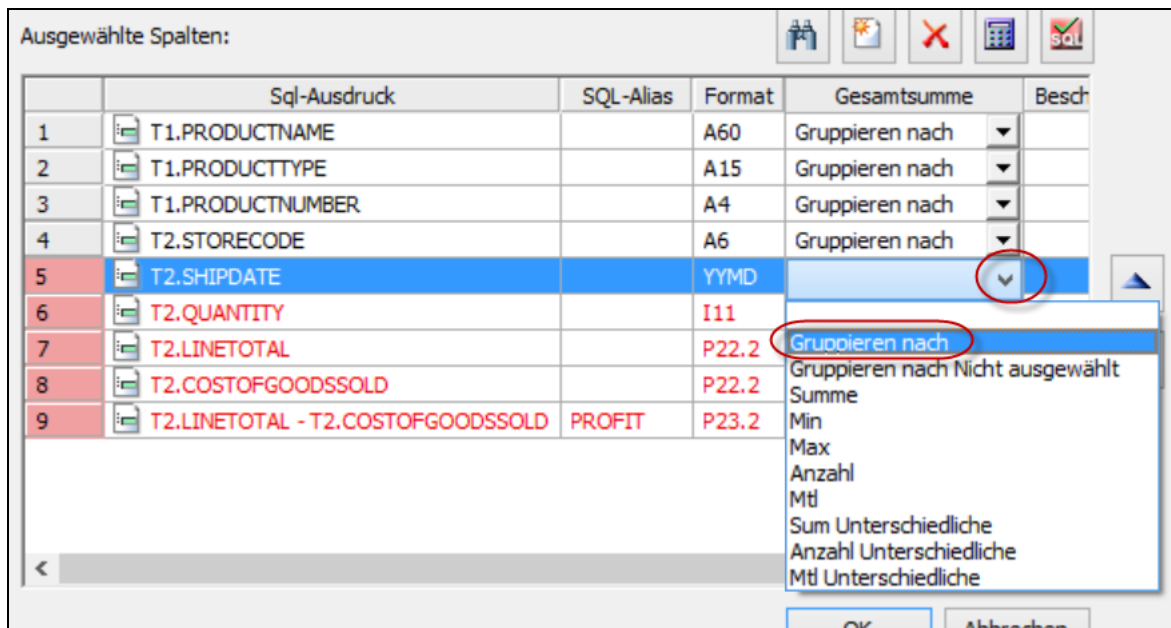 Ausgewählte Spalten:
SQL
Sql-Ausdruck SQL-Alias Format Gesamtsumme Besch
1 T1.PRODUCTNAME A60 Gruppieren nach
2 T1.PRODUCTTYPE A15 Gruppieren nach
3 T1.PRODUCTNUMBER A4 Gruppieren nach
4 T2.STORECODE A6 Gruppieren nach
5 T2.SHIPDATE YYMD
6 T2.QUANTITY I11
7 T2.LINETOTAL P22.2 Gruppieren nach
Gruppieren nach Nicht ausgewählt
8 T2.COSTOFGOODSSOLD P22.2 Summe
9 T2.LINETOTAL - T2.COSTOFGOODSSOLD PROFIT P23.2 Min
Max
Anzahl
Mtl
Sum Unterschiedliche
Anzahl Unterschiedliche
Mtl Unterschiedliche
OK Abbrechen